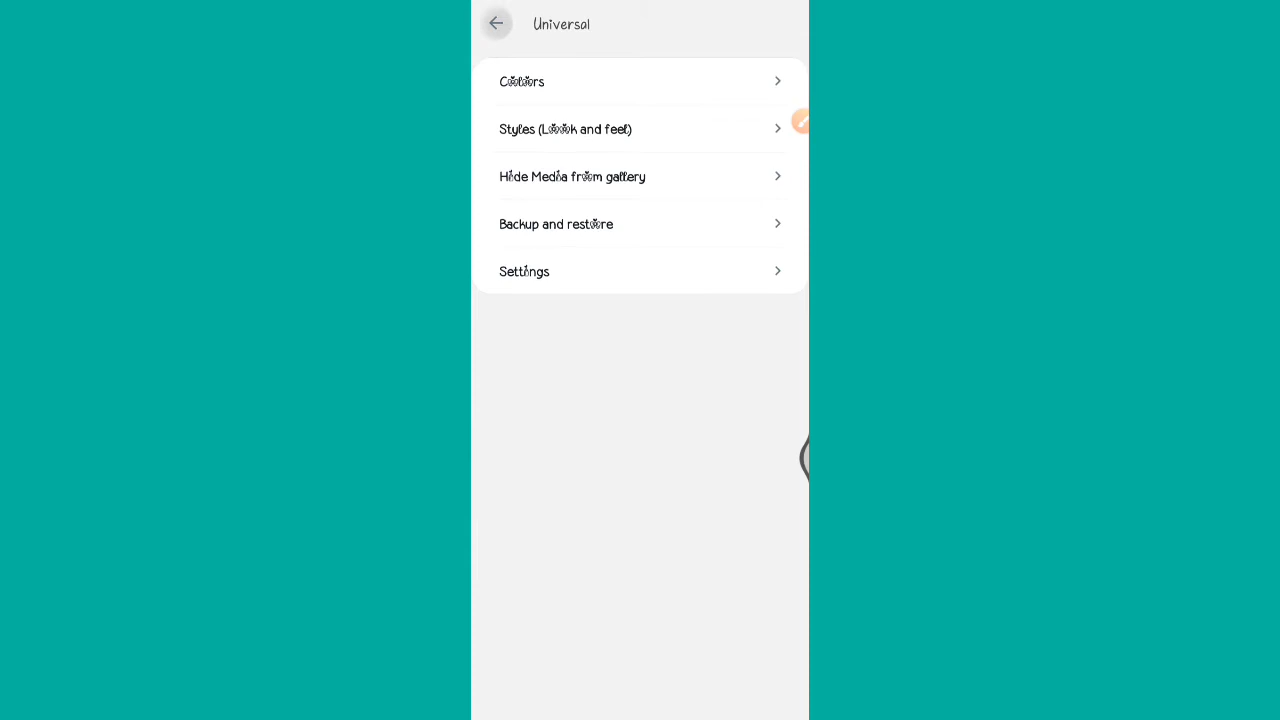 Universal
Colors
Styles (Look and feel)
Hide Media from gallery
Backup and restore
Settings